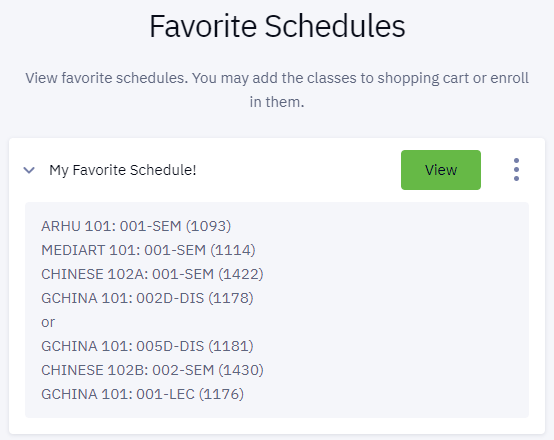 Favorite Schedules
View favorite schedules. You may add the classes to shopping cart or enroll
in them.
My Favorite Schedule!
View
ARHU 101: 001-SEM (1093)
MEDIART 101: 001-SEM (1114)
CHINESE 102A: 001-SEM (1422)
GCHINA 101: 002D-DIS (1178)
or
GCHINA 101: 005D-DIS (1181)
CHINESE 102B: 002-SEM (1430)
GCHINA 101: 001-LEC (1176)